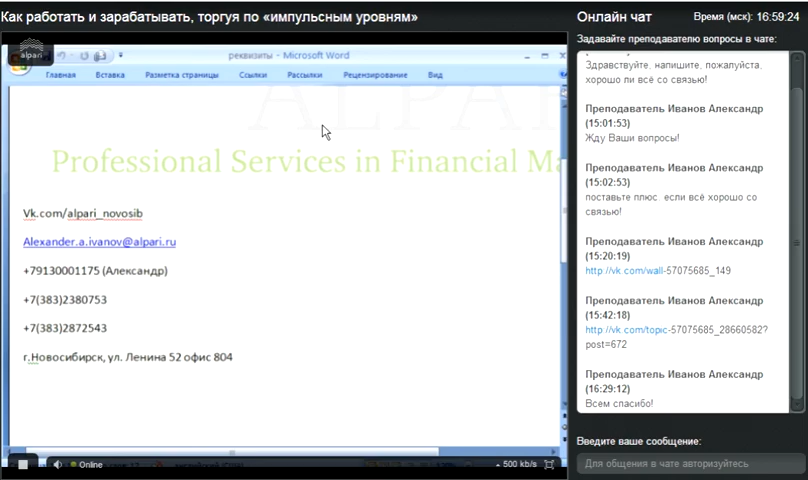 Как работать и зарабатывать, торгуя по «импульсным уровням»
Онлайн чат
Время (мск): 16:59:24
alpari
реквизиты - Microsoft Word
Главная Вставка Разметка страницы Ссылки Рассылки Рецензирование Вид
ALPAR
Professional Services in Financial Ma
Vk.com/alpari_novosib
Alexander.a.ivanov@alpari.ru
+79130001175 (Александр)
+7(383)2380753
+7(383)2872543
г.Новосибирск, ул. Ленина 52 офис 804
Online
500 kb/s
Задавайте преподавателю вопросы в чате:
Здравствуйте, напишите, пожалуйста,
хорошо ли всё со связью!
Преподаватель Иванов Александр
(15:01:53)
Жду Ваши вопросы!
Преподаватель Иванов Александр
(15:02:53)
поставьте плюс. если всё хорошо со
связью!
Преподаватель Иванов Александр
(15:20:19)
http://vk.com/wall-57075685_149
Преподаватель Иванов Александр
(15:42:18)
http://vk.com/topic-57075685_28660582?
post=672
Преподаватель Иванов Александр
(16:29:12)
Всем спасибо!
Введите ваше сообщение:
Для общения в чате авторизуйтесь